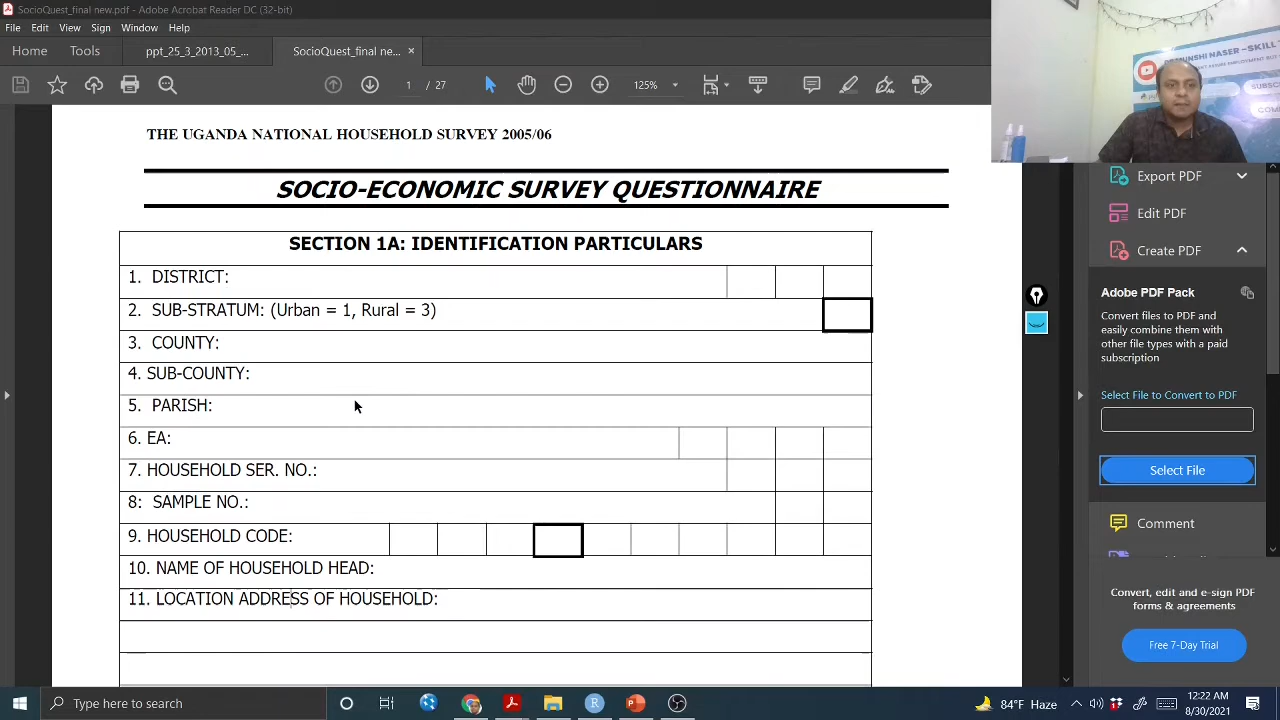 SocioQuest_final new.pdf - Adobe Acrobat Reader DC (32-bit)
File Edit View Sign Window Help
Home Tools ppt_25_3_2013_05_... SocioQuest_final ne... ×
1 / 27 125%
THE UGANDA NATIONAL HOUSEHOLD SURVEY 2005/06
SOCIO-ECONOMIC SURVEY QUESTIONNAIRE
SECTION 1A: IDENTIFICATION PARTICULARS
1. DISTRICT:
2. SUB-STRATUM: (Urban = 1, Rural = 3)
3. COUNTY:
4. SUB-COUNTY:
5. PARISH:
6. EA:
7. HOUSEHOLD SER. NO.:
8: SAMPLE NO.:
9. HOUSEHOLD CODE:
10. NAME OF HOUSEHOLD HEAD:
11. LOCATION ADDRESS OF HOUSEHOLD:
MUNSHI NASER -SKILL
Export PDF
Edit PDF
Create PDF
Adobe PDF Pack
Convert files to PDF and
easily combine them with
other file types with a paid
subscription
Select File to Convert to PDF
Select File
Comment
Convert, edit and e-sign PDF
forms & agreements
Free 7-Day Trial
Type here to search
84°F Haze
12:22 AM
8/30/2021